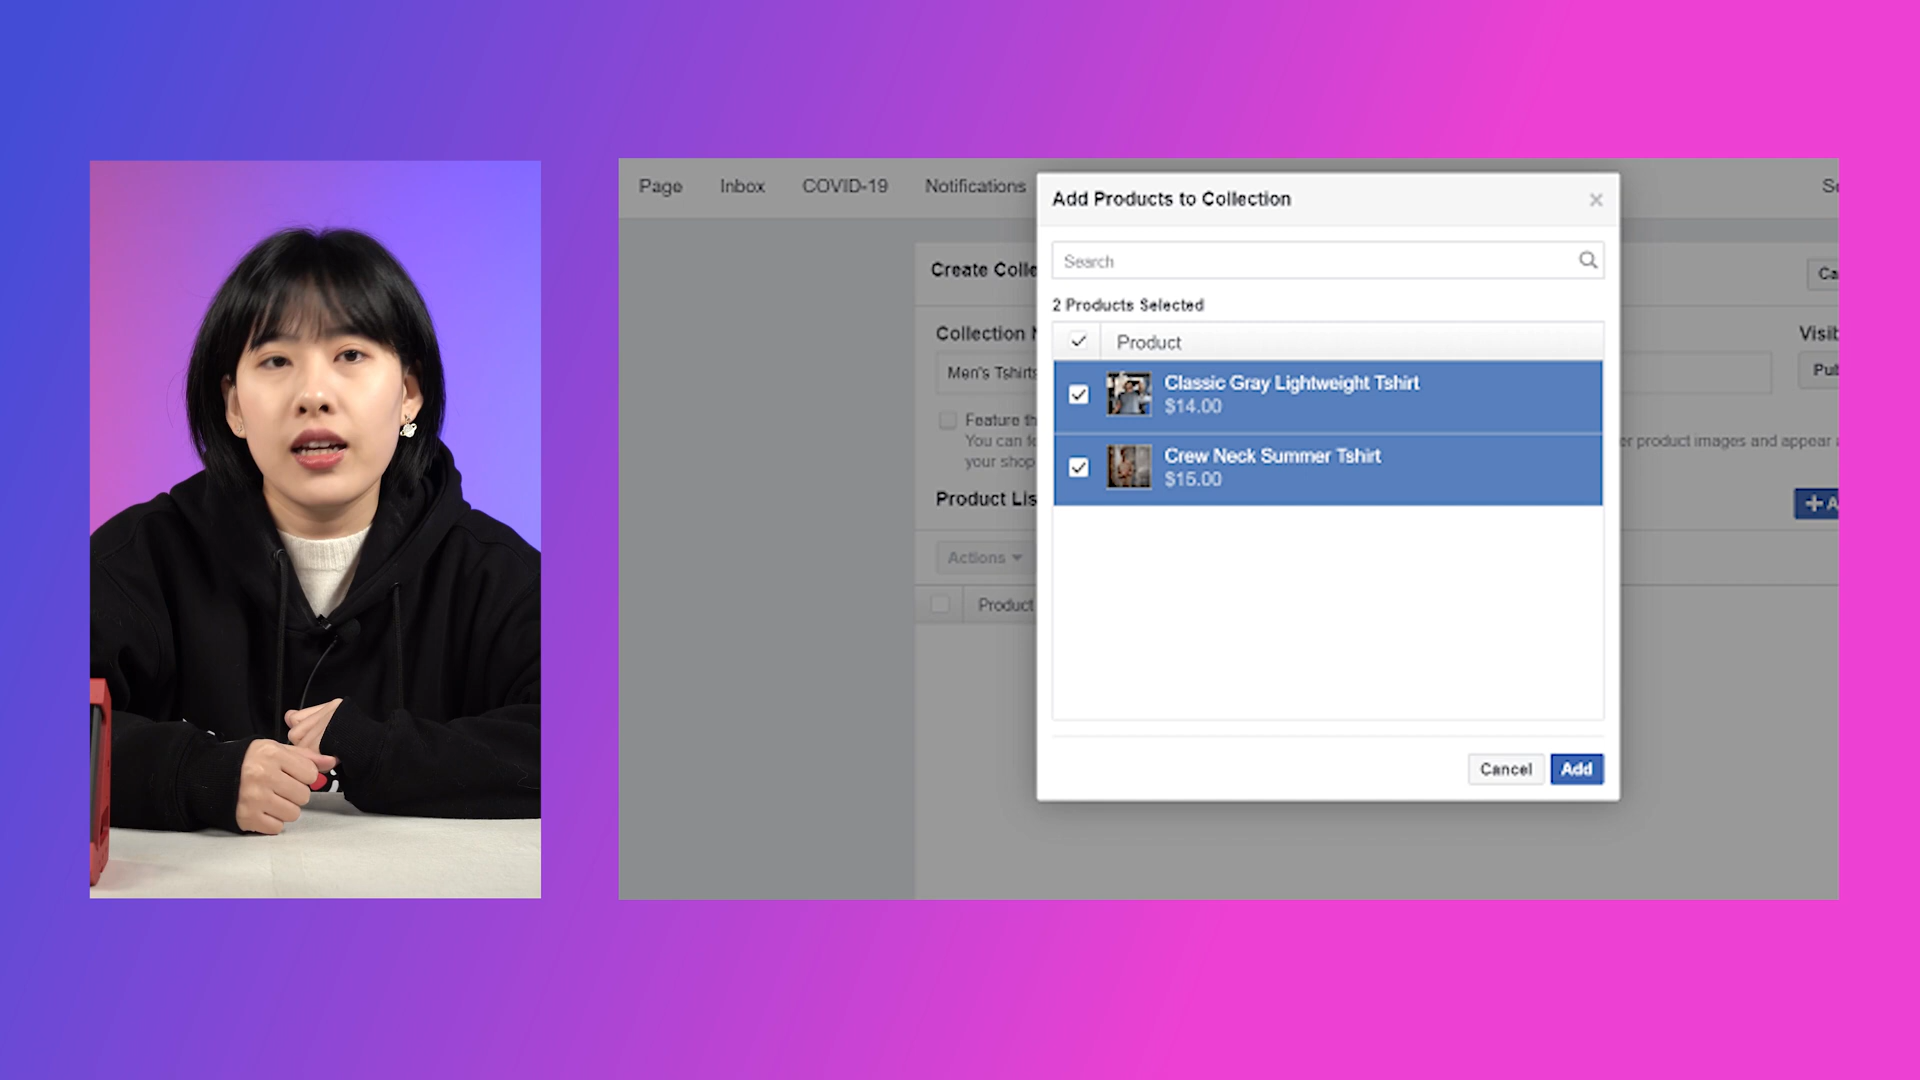 Page Inbox COVID-19 Notifications
Add Products to Collection
Search
2 Products Selected
Product
Classic Gray Lightweight Tshirt
$14.00
Crew Neck Summer Tshirt
$15.00
Cancel Add
Create Colle
Collection
Men's Tshirts
Feature th
You can fe
your shop
er product images and appear
Product Lis
Actions
Product
Visib